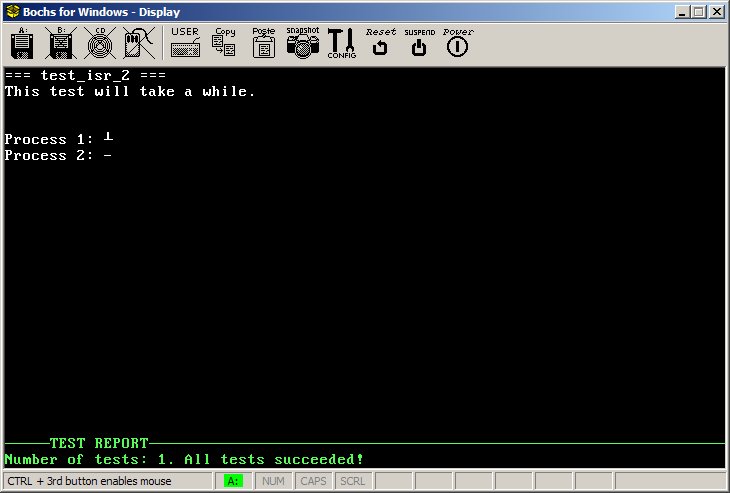 Bochs for Windows - Display
A: B: CD USER Copy Paste snapshot CONFIG Reset SUSPEND Power
=== test_isr_2 ===
This test will take a while.
Process 1: ┴
Process 2: -
TEST REPORT
Number of tests: 1. All tests succeeded!
CTRL + 3rd button enables mouse A: NUM CAPS SCRL